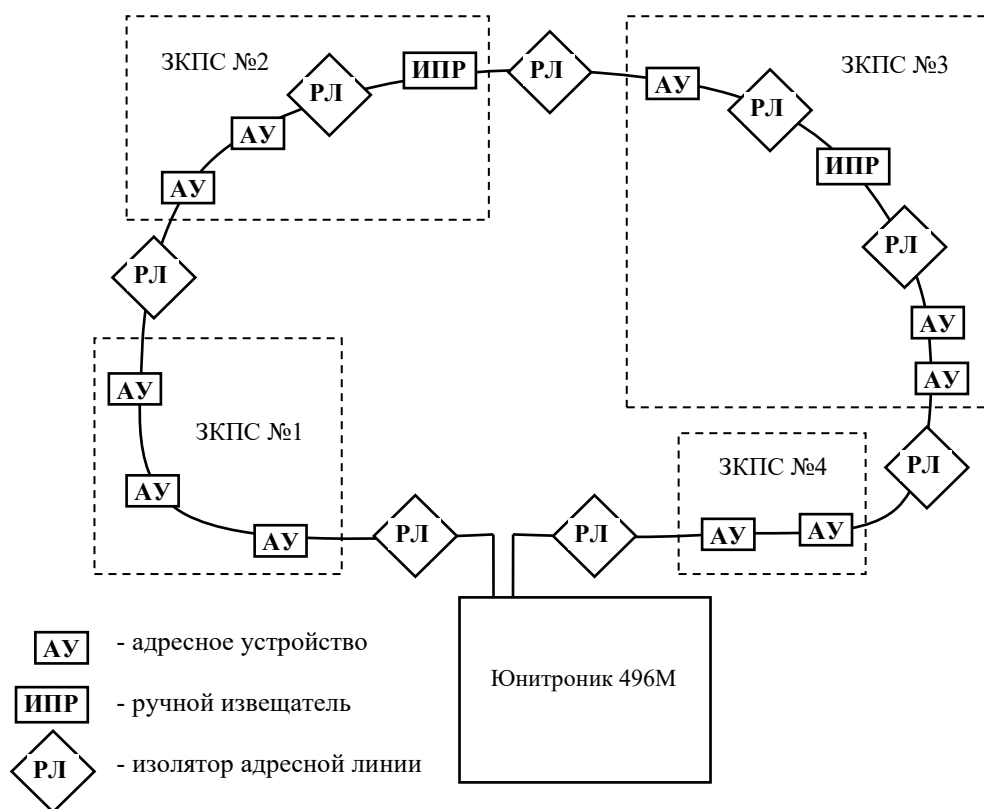 ЗКПС №2
ИПР
РЛ
ЗКПС №3
АУ
РЛ
РЛ
АУ
ИПР
АУ
РЛ
РЛ
АУ
АУ
АУ
ЗКПС №1
ЗКПС №4
РЛ
АУ
АУ
РЛ
РЛ
АУ
АУ
АУ - адресное устройство
Юнитроник 496М
ИПР - ручной извещатель
РЛ - изолятор адресной линии